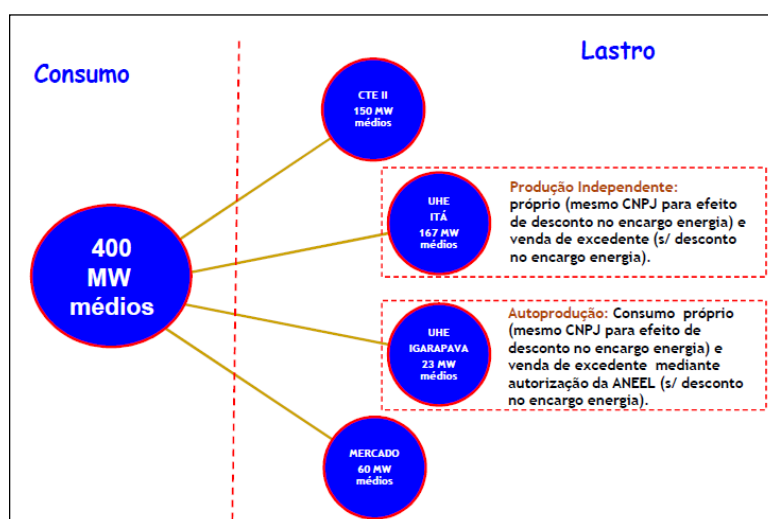 Consumo
Lastro
CTE II
150 MW
médios
UHE
ITÁ
167 MW
médios
Produção Independente:
próprio (mesmo CNPJ para efeito
de desconto no encargo energia) e
venda de excedente (s/ desconto
no encargo energia).
400
MW
médios
UHE
IGARAPAVA
23 MW
médios
Autoprodução: Consumo próprio
(mesmo CNPJ para efeito de
desconto no encargo energia) e
venda de excedente mediante
autorização da ANEEL (s/ desconto
no encargo energia).
MERCADO
60 MW
médios